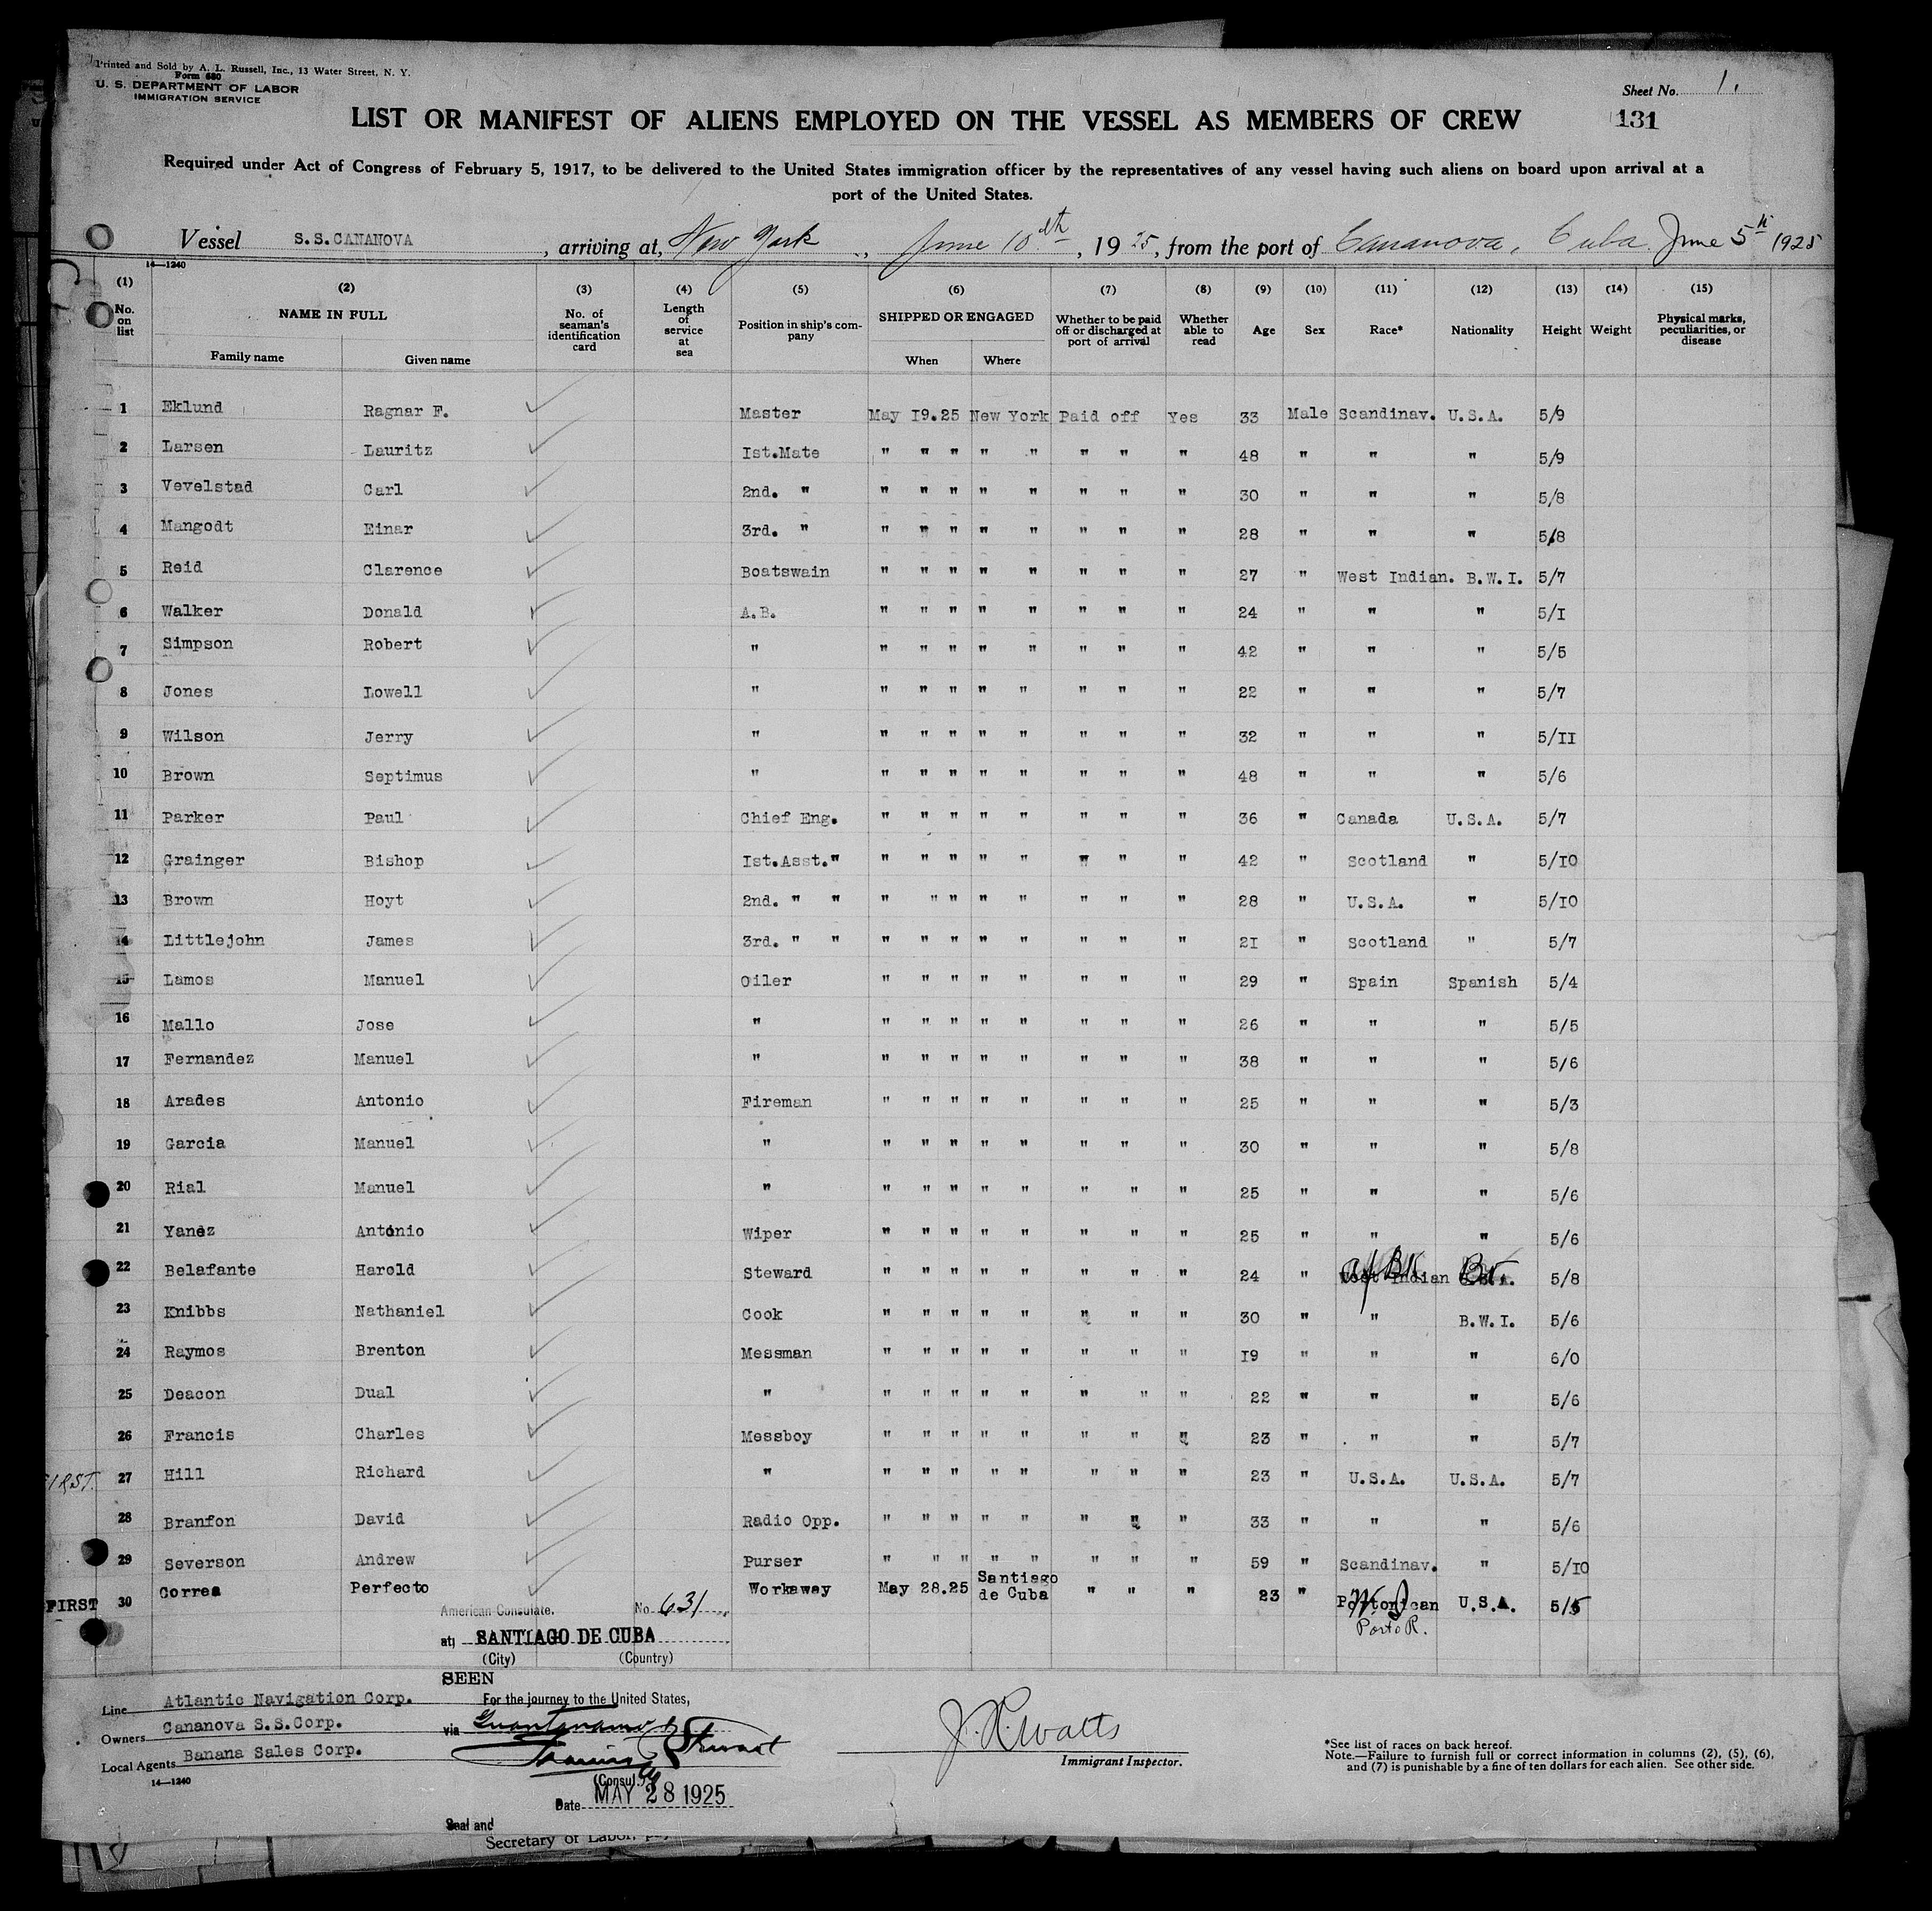 Printed and Sold by A. L. Russell, Inc., 13 Water Street, N. Y.
Form 680
U. S. DEPARTMENT OF LABOR
IMMIGRATION SERVICE
Sheet No. 1.
131
LIST OR MANIFEST OF ALIENS EMPLOYED ON THE VESSEL AS MEMBERS OF CREW
Required under Act of Congress of February 5, 1917, to be delivered to the United States immigration officer by the representatives of any vessel having such aliens on board upon arrival at a
port of the United States.
Vessel S.S.CANANOVA, arriving at, New York, June 10th, 1925, from the port of Cananova, Cuba. June 5th 1925
14—1240
(1) No. on list (2) NAME IN FULL Family name Given name (3) No. of seaman's identification card (4) Length of service at sea (5) Position in ship's company (6) SHIPPED OR ENGAGED When Where (7) Whether to be paid off or discharged at port of arrival (8) Whether able to read (9) Age (10) Sex (11) Race* (12) Nationality (13) Height (14) Weight (15) Physical marks, peculiarities, or disease
1 Eklund Ragnar F. Master May 19.25 New York Paid off Yes 33 Male Scandinav. U.S.A. 5/9
2 Larsen Lauritz Ist.Mate " " " " " " " " 48 " " " 5/9
3 Vevelstad Carl 2nd. " " " " " " " " " 30 " " " 5/8
4 Mangodt Einar 3rd. " " " " " " " " " 28 " " " 5/8
5 Reid Clarence Boatswain " " " " " " " " 27 " West Indian. B.W.I. 5/7
6 Walker Donald A.B. " " " " " " " " 24 " " " 5/I
7 Simpson Robert " " " " " " " " " 42 " " " 5/5
8 Jones Lowell " " " " " " " " " 22 " " " 5/7
9 Wilson Jerry " " " " " " " " " 32 " " " 5/II
10 Brown Septimus " " " " " " " " " 48 " " " 5/6
11 Parker Paul Chief Eng. " " " " " " " " 36 " Canada U.S.A. 5/7
12 Grainger Bishop Ist.Asst." " " " " " " " " 42 " Scotland " 5/IO
13 Brown Hoyt 2nd. " " " " " " " " " " 28 " U.S.A. " 5/IO
14 Littlejohn James 3rd. " " " " " " " " " " 2I " Scotland " 5/7
15 Lamos Manuel Oiler " " " " " " " " 29 " Spain Spanish 5/4
16 Mallo Jose " " " " " " " " " 26 " " " 5/5
17 Fernandez Manuel " " " " " " " " " 38 " " " 5/6
18 Arades Antonio Fireman " " " " " " " " 25 " " " 5/3
19 Garcia Manuel " " " " " " " " " 30 " " " 5/8
20 Rial Manuel " " " " " " " " " 25 " " " 5/6
21 Yanez Antonio Wiper " " " " " " " " 25 " " " 5/6
22 Belafante Harold Steward " " " " " " " " 24 " West Indian Af Blk Br. 5/8
23 Knibbs Nathaniel Cook " " " " " " " " 30 " " B.W.I. 5/6
24 Raymos Brenton Messman " " " " " " " " I9 " " " 6/0
25 Deacon Dual " " " " " " " " " 22 " " " 5/6
26 Francis Charles Messboy " " " " " " " " 23 " " " 5/7
27 Hill Richard " " " " " " " " " 23 " U.S.A. U.S.A. 5/7
28 Branfon David Radio Opp. " " " " " " " " 33 " " " 5/6
29 Severson Andrew Purser " " " " " " " " 59 " Scandinav. " 5/IO
FIRST 30 Correa Perfecto Workaway May 28.25 Santiago de Cuba " " " 23 " Portorican U.S.A. 5/5
Porto R.
American Consulate. No. 631
at SANTIAGO DE CUBA
(City) (Country)
SEEN
For the journey to the United States,
via Guantanamo
(Consul.)
Date MAY 28 1925
Seal and
Line Atlantic Navigation Corp.
Owners Cananova S.S.Corp.
Local Agents Banana Sales Corp.
14—1240
J. R. Watts
Immigrant Inspector.
*See list of races on back hereof.
Note.—Failure to furnish full or correct information in columns (2), (5), (6),
and (7) is punishable by a fine of ten dollars for each alien. See other side.
Secretary of Labor,